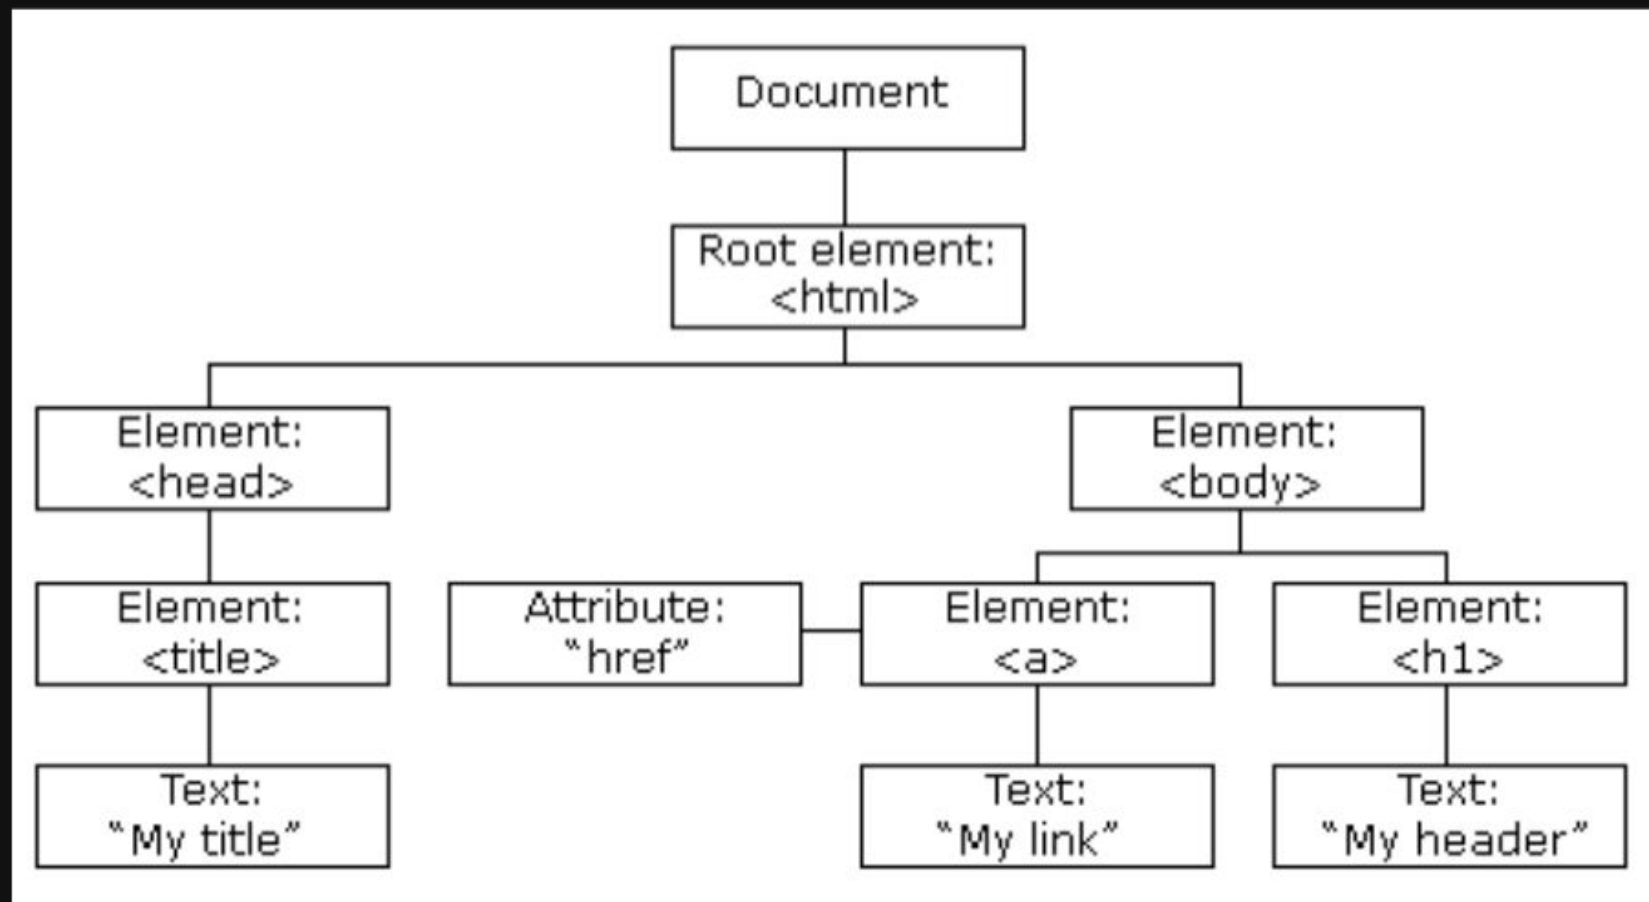 Document
Root element:
<html>
Element:
<head>
Element:
<body>
Element:
<title>
Attribute:
“href”
Element:
<a>
Element:
<h1>
Text:
“My title”
Text:
“My link”
Text:
“My header”